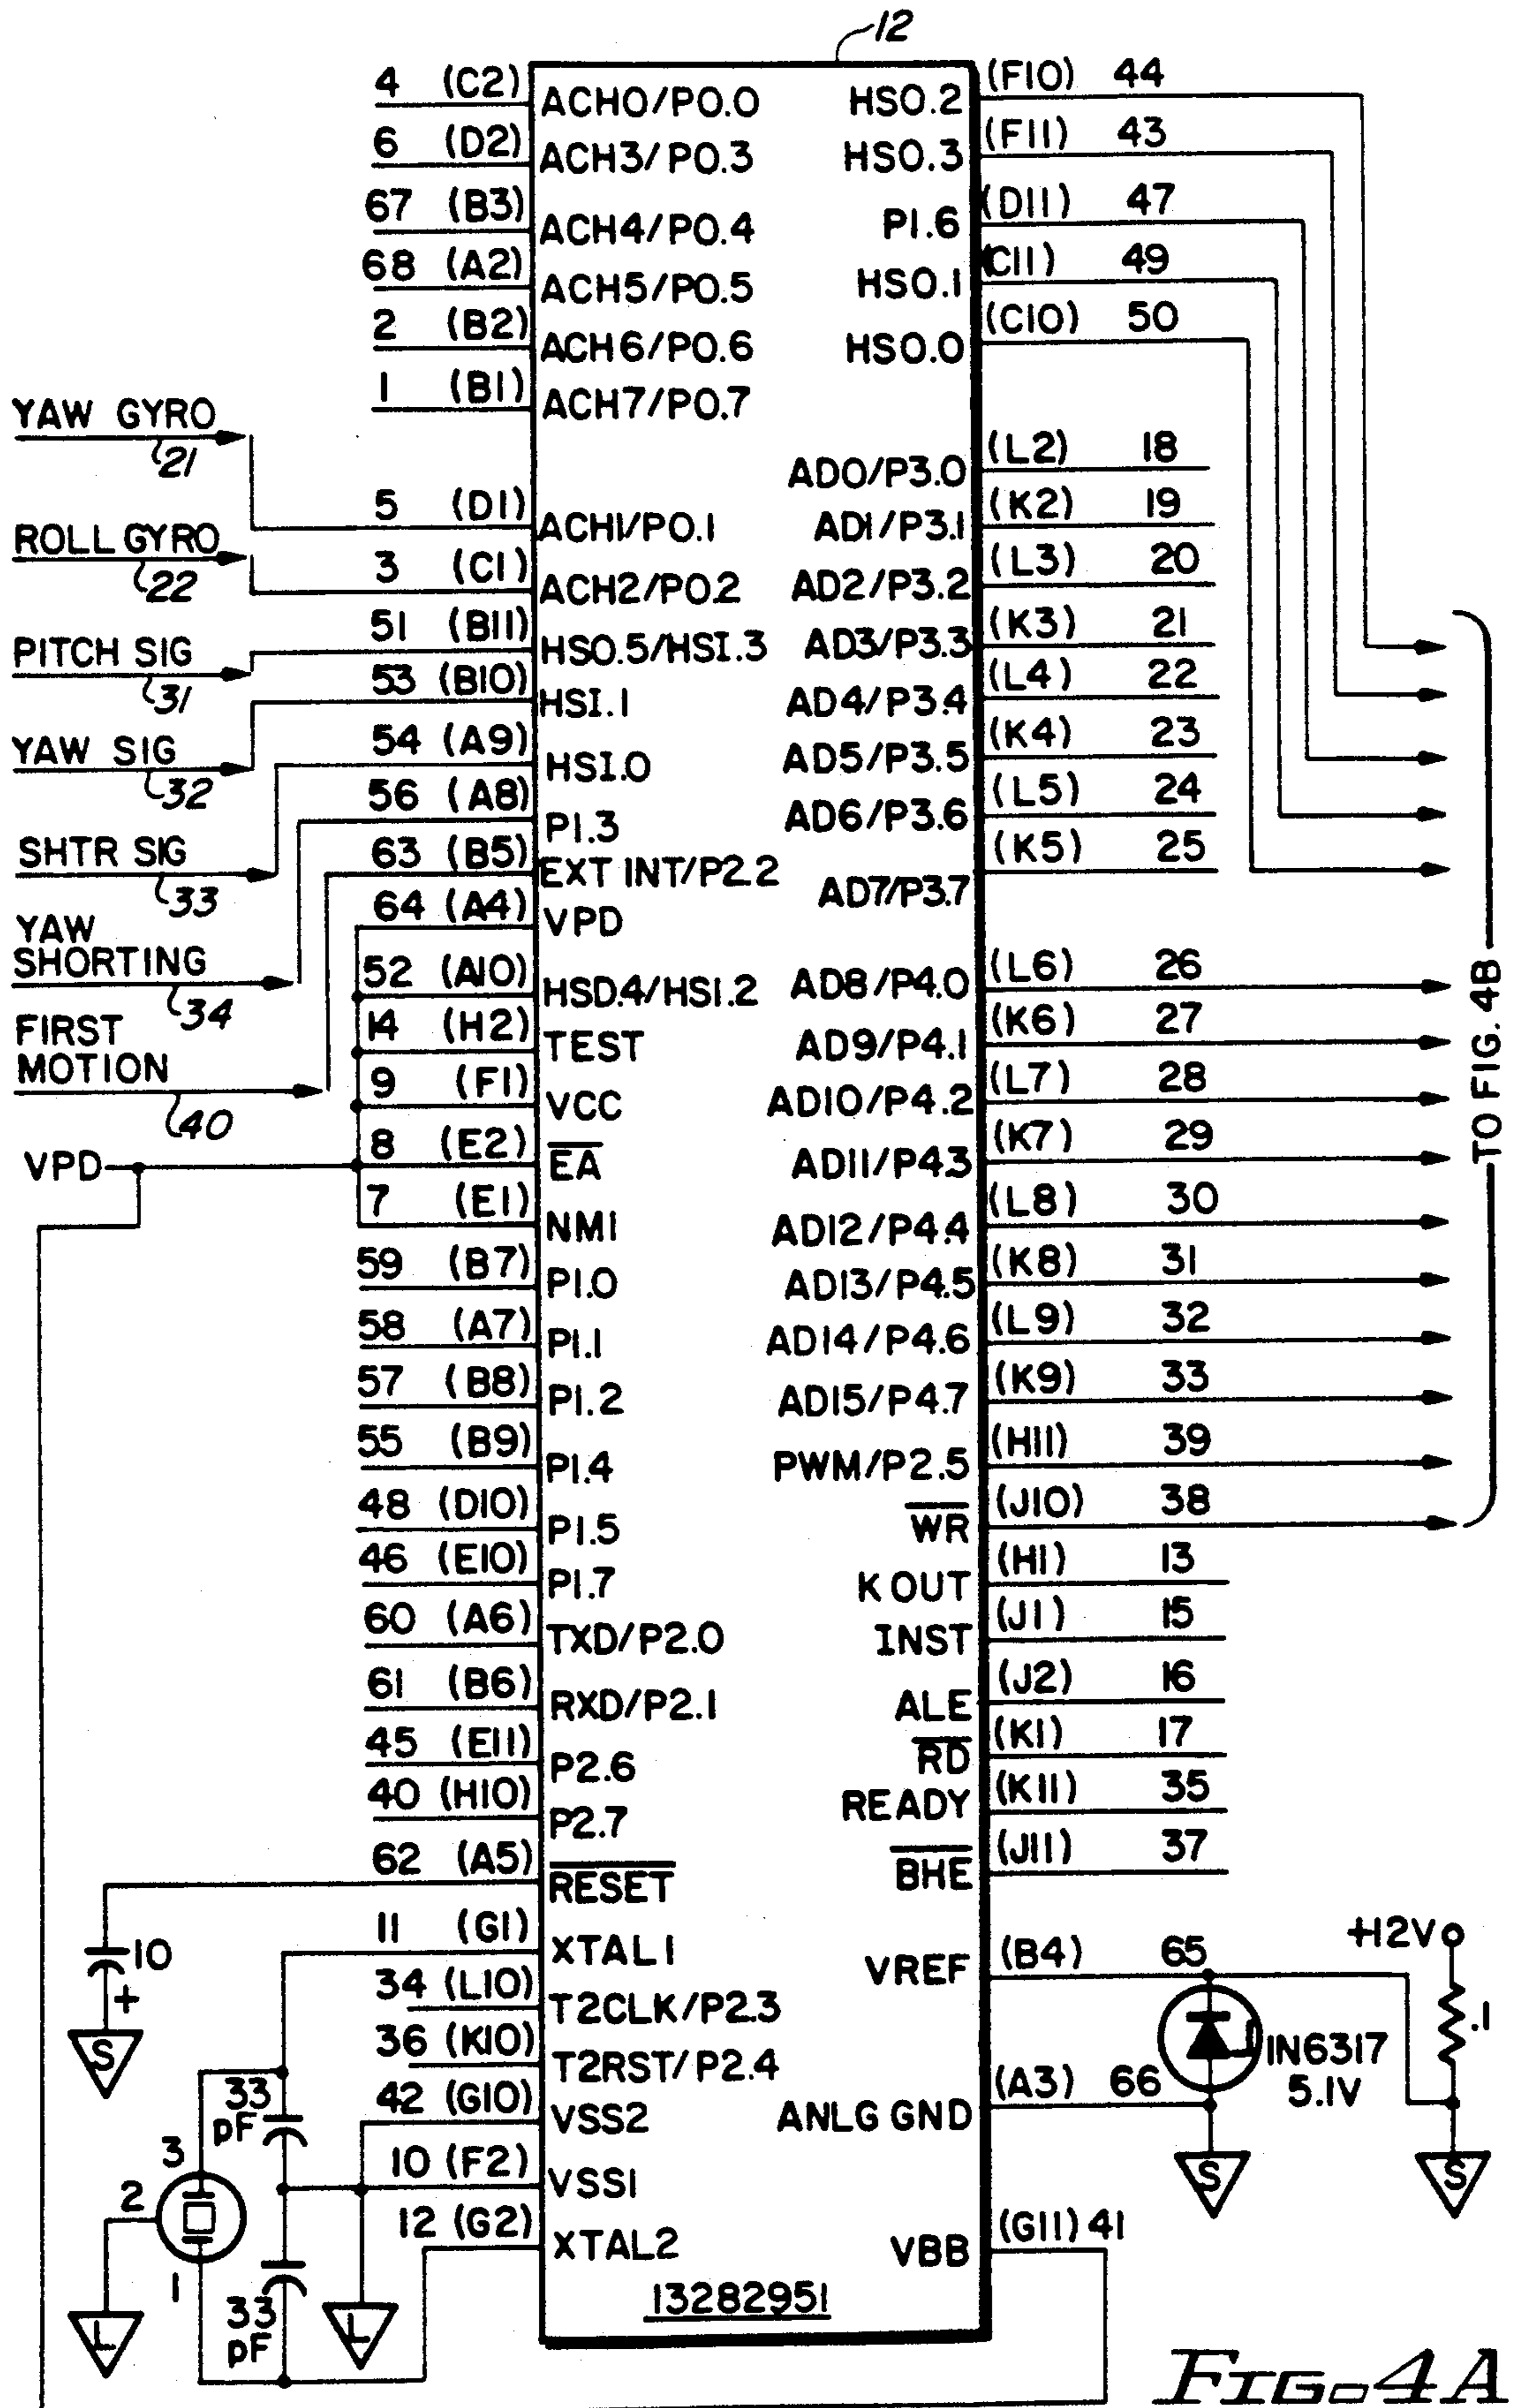 12
4 (C2) ACH0/P0.0
6 (D2) ACH3/P0.3
67 (B3) ACH4/P0.4
68 (A2) ACH5/P0.5
2 (B2) ACH6/P0.6
1 (B1) ACH7/P0.7
YAW GYRO
21
5 (D1) ACH1/P0.1
ROLL GYRO
22
3 (C1) ACH2/P0.2
PITCH SIG
31
51 (B11) HSO.5/HSI.3
YAW SIG
32
53 (B10) HSI.1
54 (A9) HSI.0
SHTR SIG
33
56 (A8) P1.3
YAW
SHORTING
34
63 (B5) EXT INT/P2.2
FIRST
MOTION
40
64 (A4) VPD
52 (A10) HSD.4/HSI.2
14 (H2) TEST
9 (F1) VCC
VPD
8 (E2) EA
7 (E1) NMI
59 (B7) P1.0
58 (A7) P1.1
57 (B8) P1.2
55 (B9) P1.4
48 (D10) P1.5
46 (E10) P1.7
60 (A6) TXD/P2.0
61 (B6) RXD/P2.1
45 (E11) P2.6
40 (H10) P2.7
62 (A5) RESET
10
+
S
11 (G1) XTAL1
34 (L10) T2CLK/P2.3
36 (K10) T2RST/P2.4
42 (G10) VSS2
10 (F2) VSS1
12 (G2) XTAL2
33
pF
3
2
1
33
pF
L
L
HSO.2 (F10) 44
HSO.3 (F11) 43
P1.6 (D11) 47
HSO.1 (C11) 49
HSO.0 (C10) 50
AD0/P3.0 (L2) 18
AD1/P3.1 (K2) 19
AD2/P3.2 (L3) 20
AD3/P3.3 (K3) 21
AD4/P3.4 (L4) 22
AD5/P3.5 (K4) 23
AD6/P3.6 (L5) 24
AD7/P3.7 (K5) 25
AD8/P4.0 (L6) 26
AD9/P4.1 (K6) 27
AD10/P4.2 (L7) 28
AD11/P4.3 (K7) 29
AD12/P4.4 (L8) 30
AD13/P4.5 (K8) 31
AD14/P4.6 (L9) 32
AD15/P4.7 (K9) 33
PWM/P2.5 (H11) 39
WR (J10) 38
TO FIG. 4B
K OUT (H1) 13
INST (J1) 15
ALE (J2) 16
RD (K1) 17
READY (K11) 35
BHE (J11) 37
VREF (B4) 65
+12V
.1
1N6317
5.1V
ANLG GND (A3) 66
S
S
VBB (G11) 41
13282951
FIG. 4A